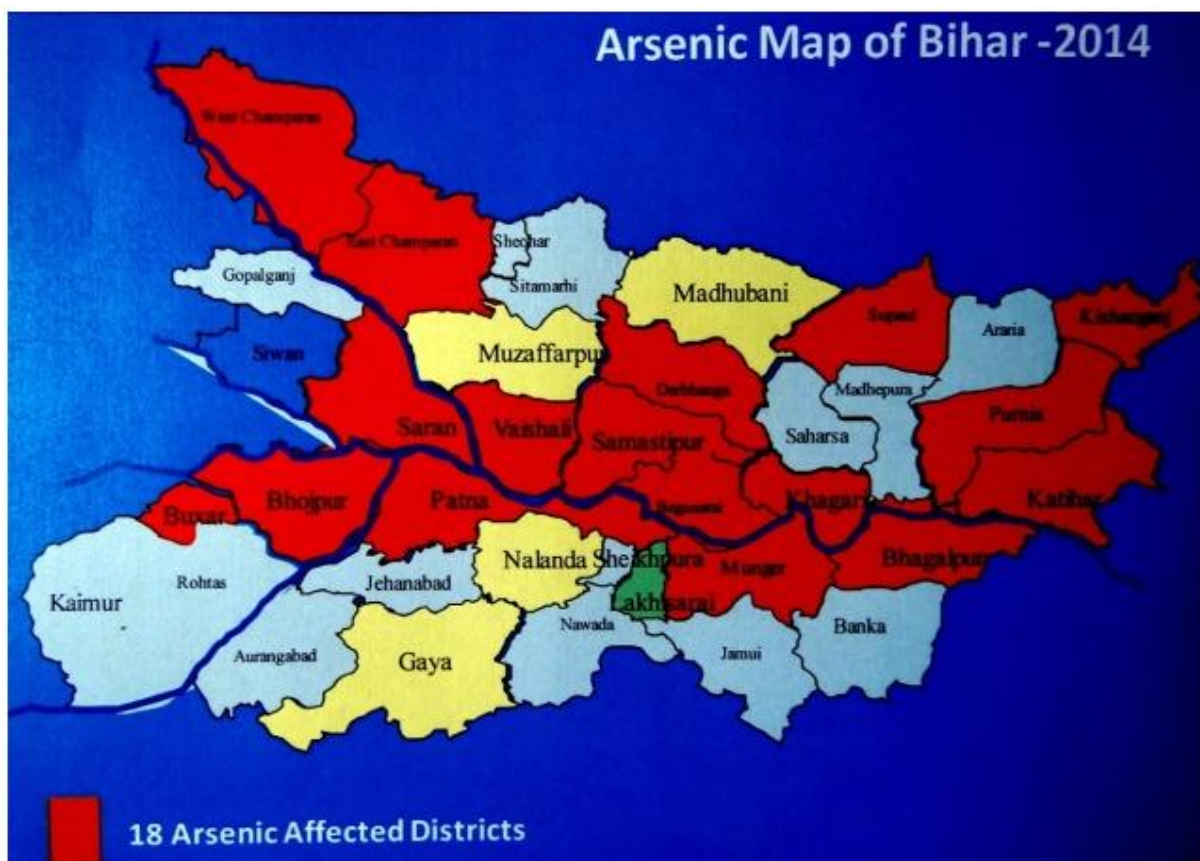 Arsenic Map of Bihar -2014
West Champaran
East Champaran
Sheohar
Gopalganj
Sitamarhi
Madhubani
Supaul
Araria
Kishanganj
Siwan
Muzaffarpur
Darbhanga
Madhepura
Purnia
Saran
Vaishali
Samastipur
Saharsa
Buxar
Bhojpur
Patna
Begusarai
Khagaria
Katihar
Kaimur
Rohtas
Jehanabad
Nalanda
Sheikhpura
Munger
Bhagalpur
Lakhisarai
Nawada
Banka
Aurangabad
Gaya
Jamui
18 Arsenic Affected Districts